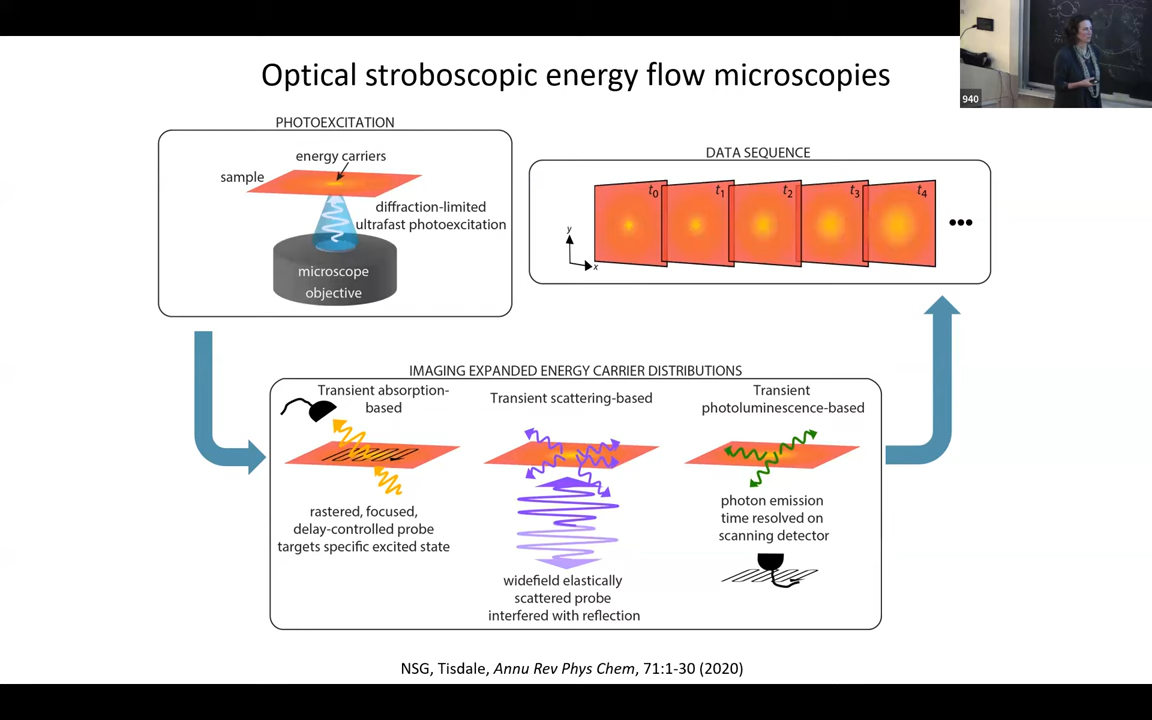 Optical stroboscopic energy flow microscopies
940
PHOTOEXCITATION
energy carriers
sample
diffraction-limited
ultrafast photoexcitation
microscope
objective
DATA SEQUENCE
t0
t1
t2
t3
t4
•••
y
x
IMAGING EXPANDED ENERGY CARRIER DISTRIBUTIONS
Transient absorption-
based
rastered, focused,
delay-controlled probe
targets specific excited state
Transient scattering-based
widefield elastically
scattered probe
interfered with reflection
Transient
photoluminescence-based
photon emission
time resolved on
scanning detector
NSG, Tisdale, Annu Rev Phys Chem, 71:1-30 (2020)